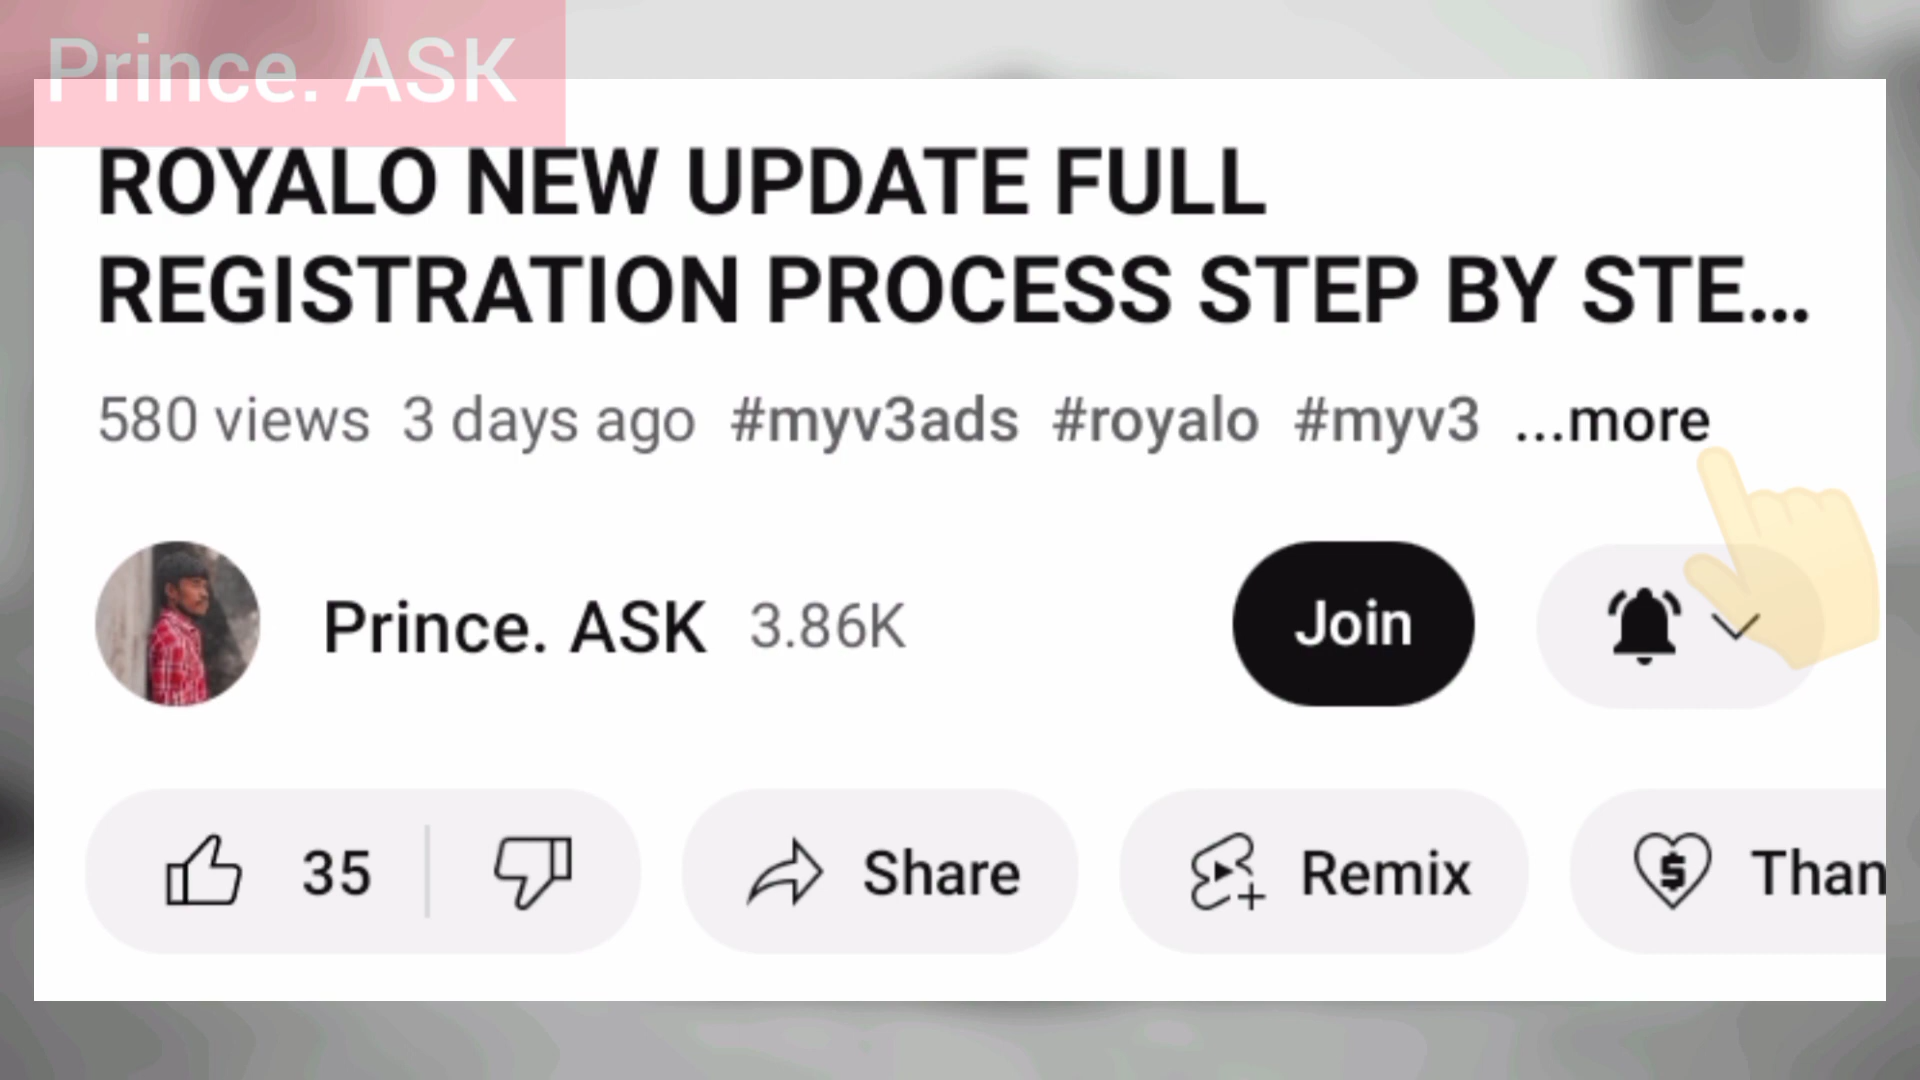 Prince. ASK
ROYALO NEW UPDATE FULL
REGISTRATION PROCESS STEP BY STE...
580 views 3 days ago #myv3ads #royalo #myv3 ...more
Prince. ASK 3.86K Join
35 Share Remix Than